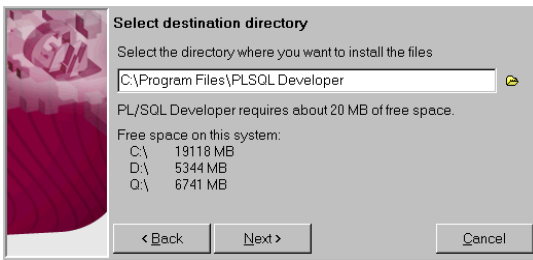 Select destination directory
Select the directory where you want to install the files
C:\Program Files\PLSQL Developer
PL/SQL Developer requires about 20 MB of free space.
Free space on this system:
C:\ 19118 MB
D:\ 5344 MB
Q:\ 6741 MB
< Back Next > Cancel